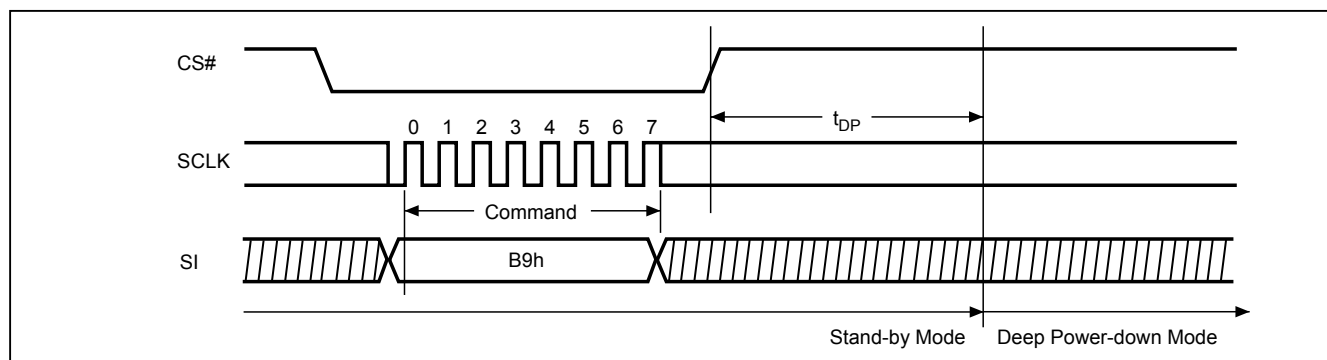 CS#
t_DP
0 1 2 3 4 5 6 7
SCLK
Command
SI
B9h
Stand-by Mode
Deep Power-down Mode